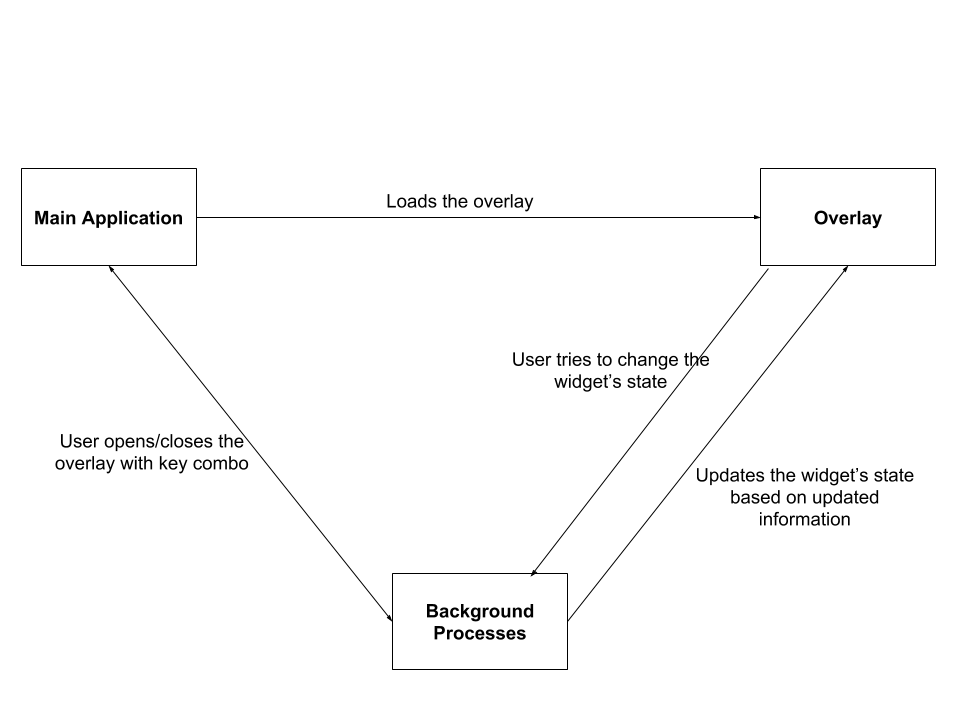 Loads the overlay
Main Application
Overlay
User tries to change the
widget’s state
User opens/closes the
overlay with key combo
Updates the widget’s state
based on updated
information
Background
Processes